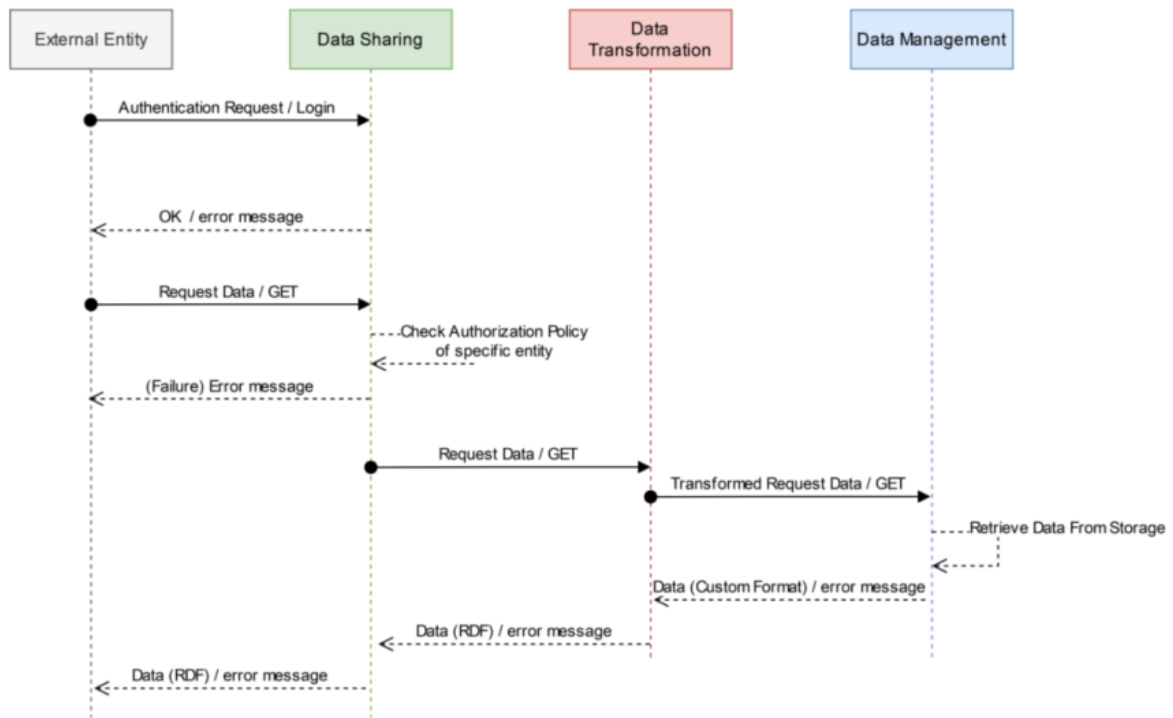 External Entity
Data Sharing
Data
Transformation
Data Management
Authentication Request / Login
OK / error message
Request Data / GET
Check Authorization Policy
of specific entity
(Failure) Error message
Request Data / GET
Transformed Request Data / GET
Retrieve Data From Storage
Data (Custom Format) / error message
Data (RDF) / error message
Data (RDF) / error message